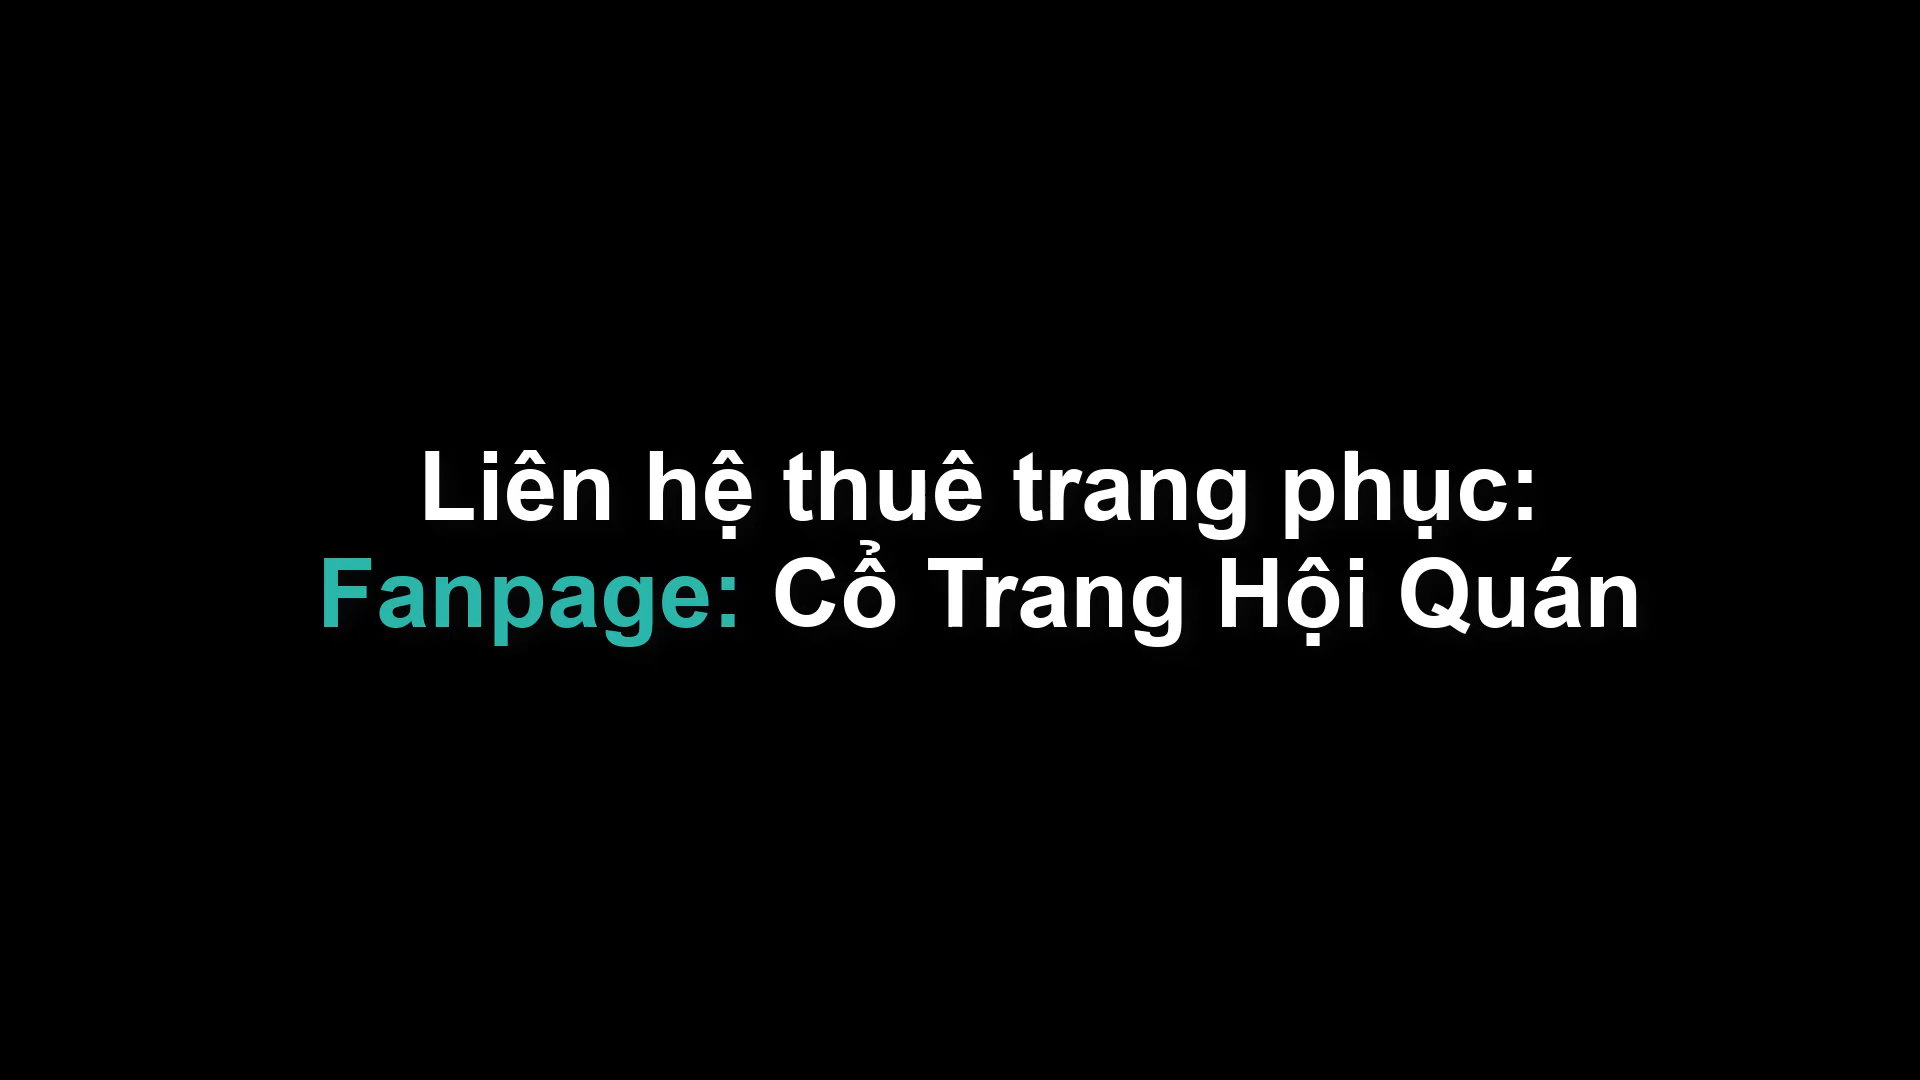 Liên hệ thuê trang phục:
Fanpage: Cổ Trang Hội Quán